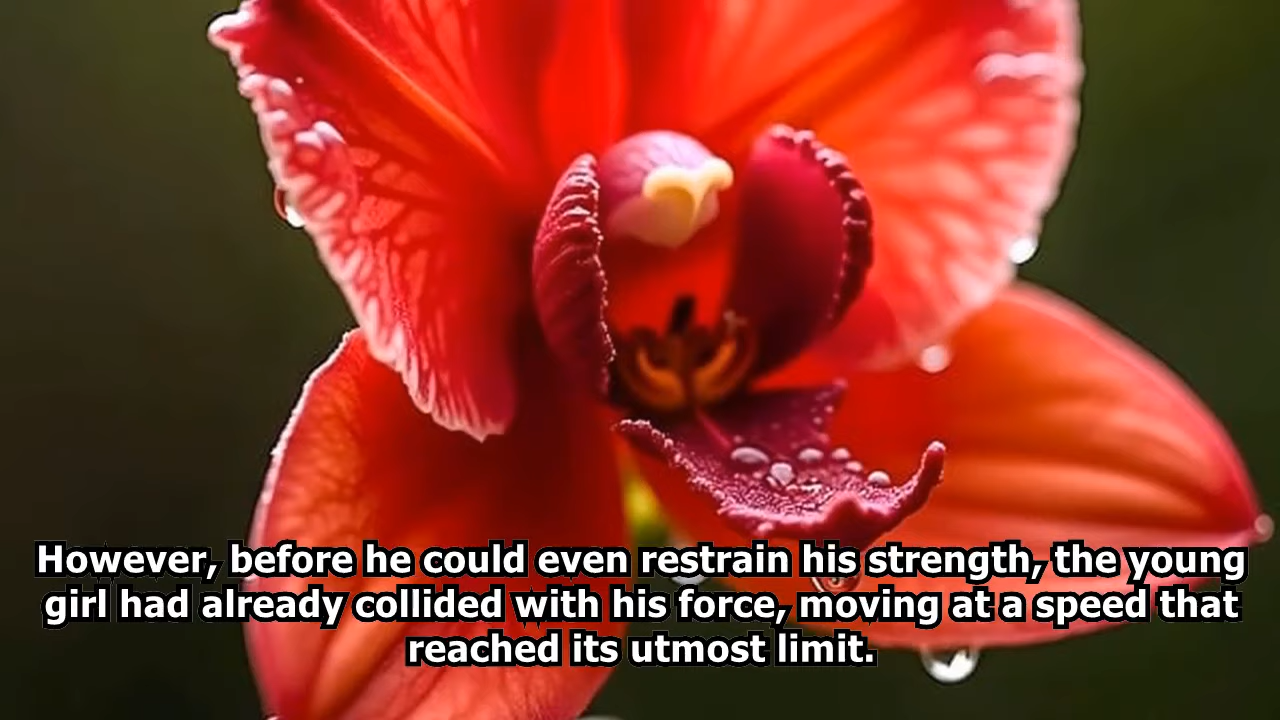 However, before he could even restrain his strength, the young
girl had already collided with his force, moving at a speed that
reached its utmost limit.